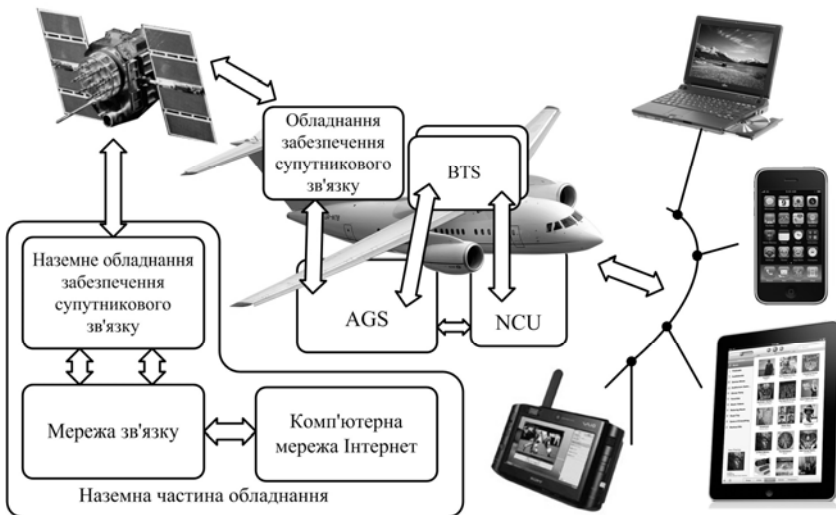 Обладнання
забезпечення
супутникового
зв'язку
BTS
Наземне обладнання
забезпечення
супутникового
зв'язку
AGS
NCU
Мережа зв'язку
Комп'ютерна
мережа Інтернет
Наземна частина обладнання